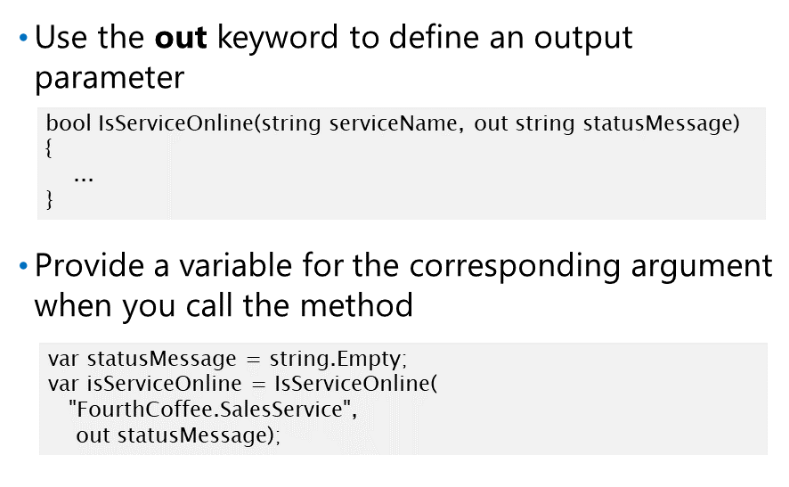 • Use the out keyword to define an output
parameter
bool IsServiceOnline(string serviceName, out string statusMessage)
{
...
}
• Provide a variable for the corresponding argument
when you call the method
var statusMessage = string.Empty;
var isServiceOnline = IsServiceOnline(
"FourthCoffee.SalesService",
out statusMessage);